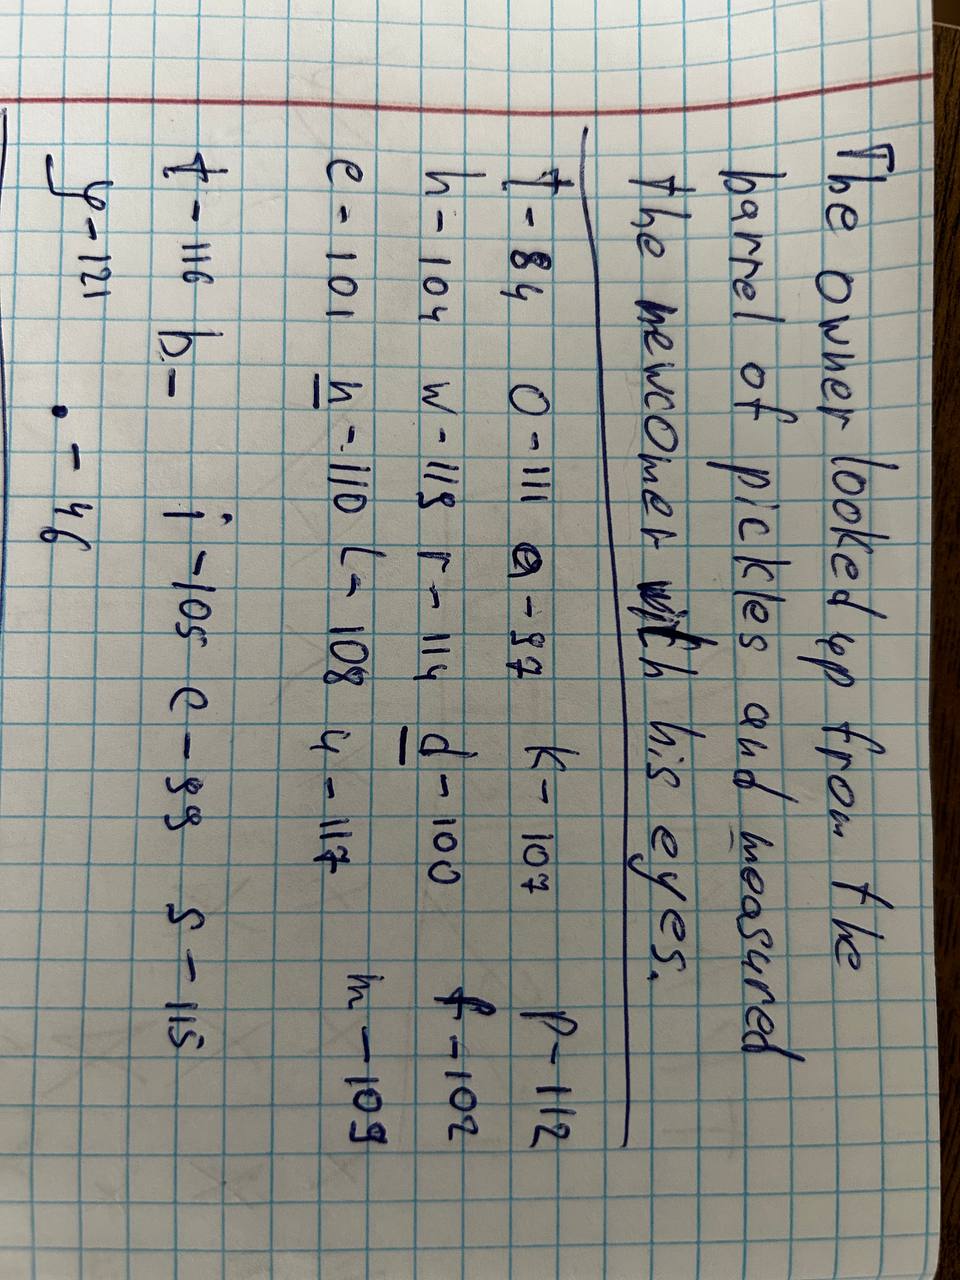 The owner looked up from the
barrel of pickles and measured
the newcomer with his eyes.
T - 84 O - 111 a - 97 K - 107 p - 112
h - 104 w - 119 r - 114 d - 100 f - 102
e - 101 n - 110 l - 108 u - 117 m - 109
t - 116 b - i - 105 c - 99 s - 115
y - 121 . - 46